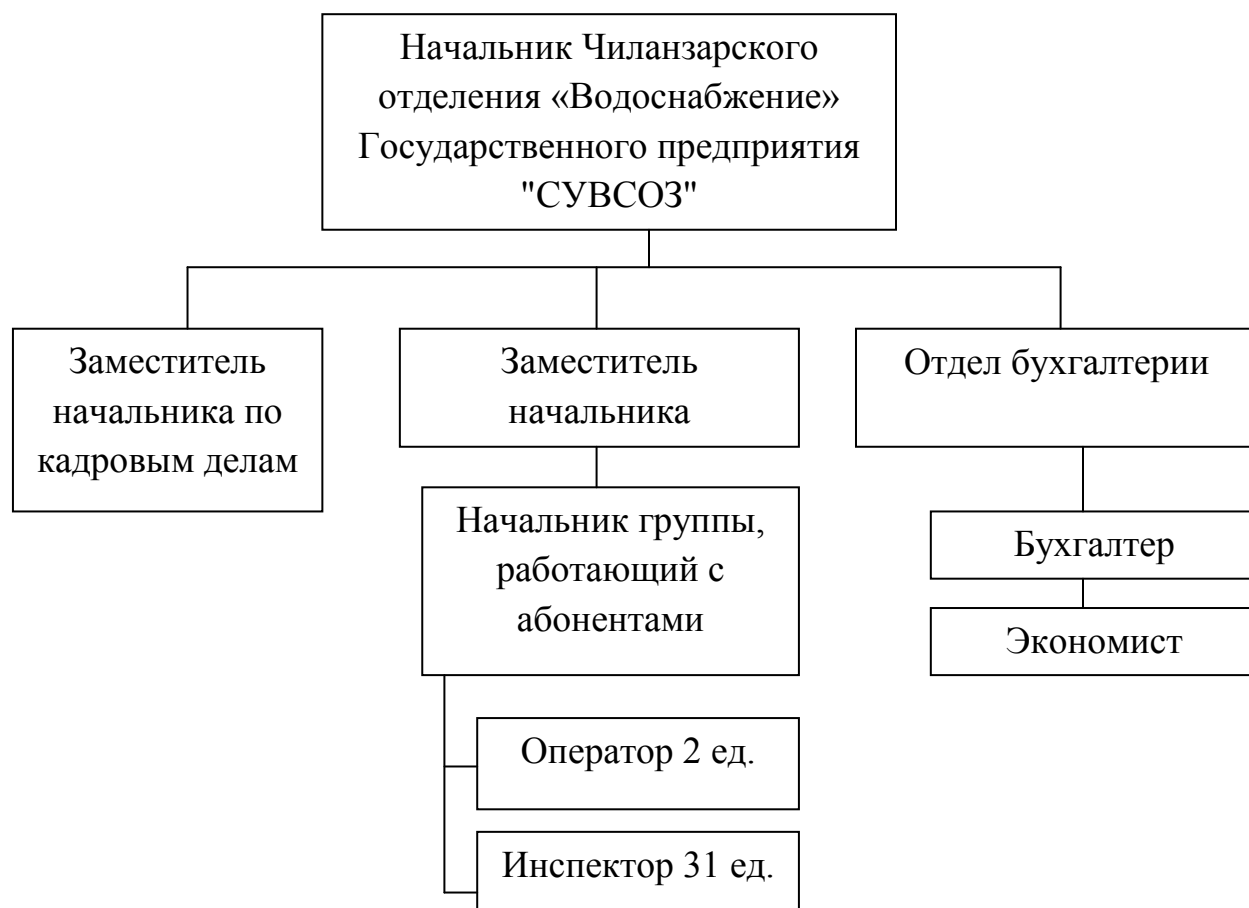 Начальник Чиланзарского
отделения «Водоснабжение»
Государственного предприятия
"СУВСОЗ"
Заместитель
начальника по
кадровым делам
Заместитель
начальника
Отдел бухгалтерии
Начальник группы,
работающий с
абонентами
Бухгалтер
Экономист
Оператор 2 ед.
Инспектор 31 ед.